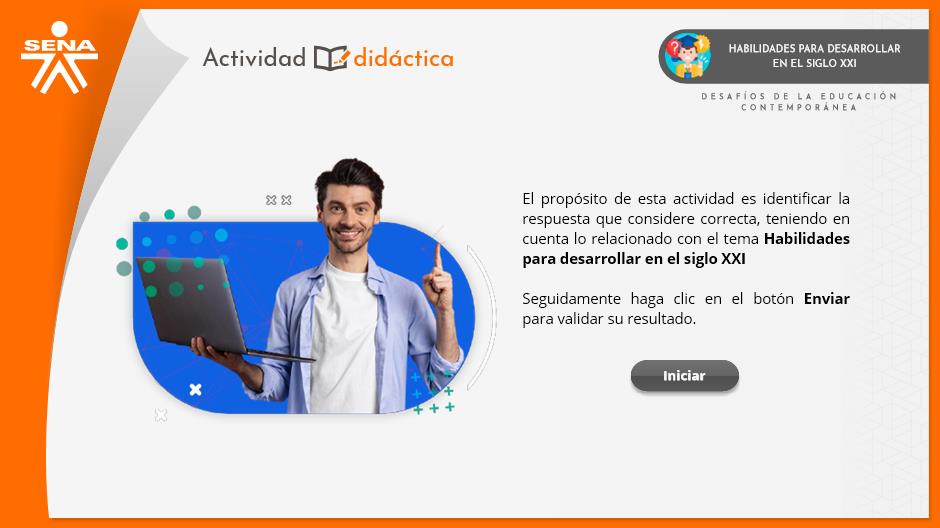 SENA
Actividad didáctica
HABILIDADES PARA DESARROLLAR
EN EL SIGLO XXI
DESAFÍOS DE LA EDUCACIÓN
CONTEMPORÁNEA
El propósito de esta actividad es identificar la
respuesta que considere correcta, teniendo en
cuenta lo relacionado con el tema Habilidades
para desarrollar en el siglo XXI
Seguidamente haga clic en el botón Enviar
para validar su resultado.
Iniciar